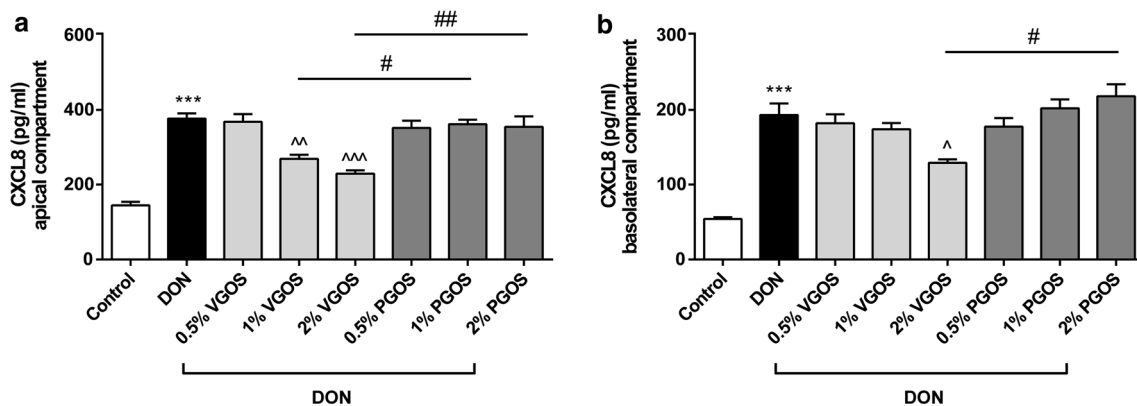 a
CXCL8 (pg/ml)
apical compartment
600
400
200
0
***
^^
^^^
#
##
Control
DON
0.5% VGOS
1% VGOS
2% VGOS
0.5% PGOS
1% PGOS
2% PGOS
DON
b
CXCL8 (pg/ml)
basolateral compartment
300
200
100
0
***
^
#
Control
DON
0.5% VGOS
1% VGOS
2% VGOS
0.5% PGOS
1% PGOS
2% PGOS
DON